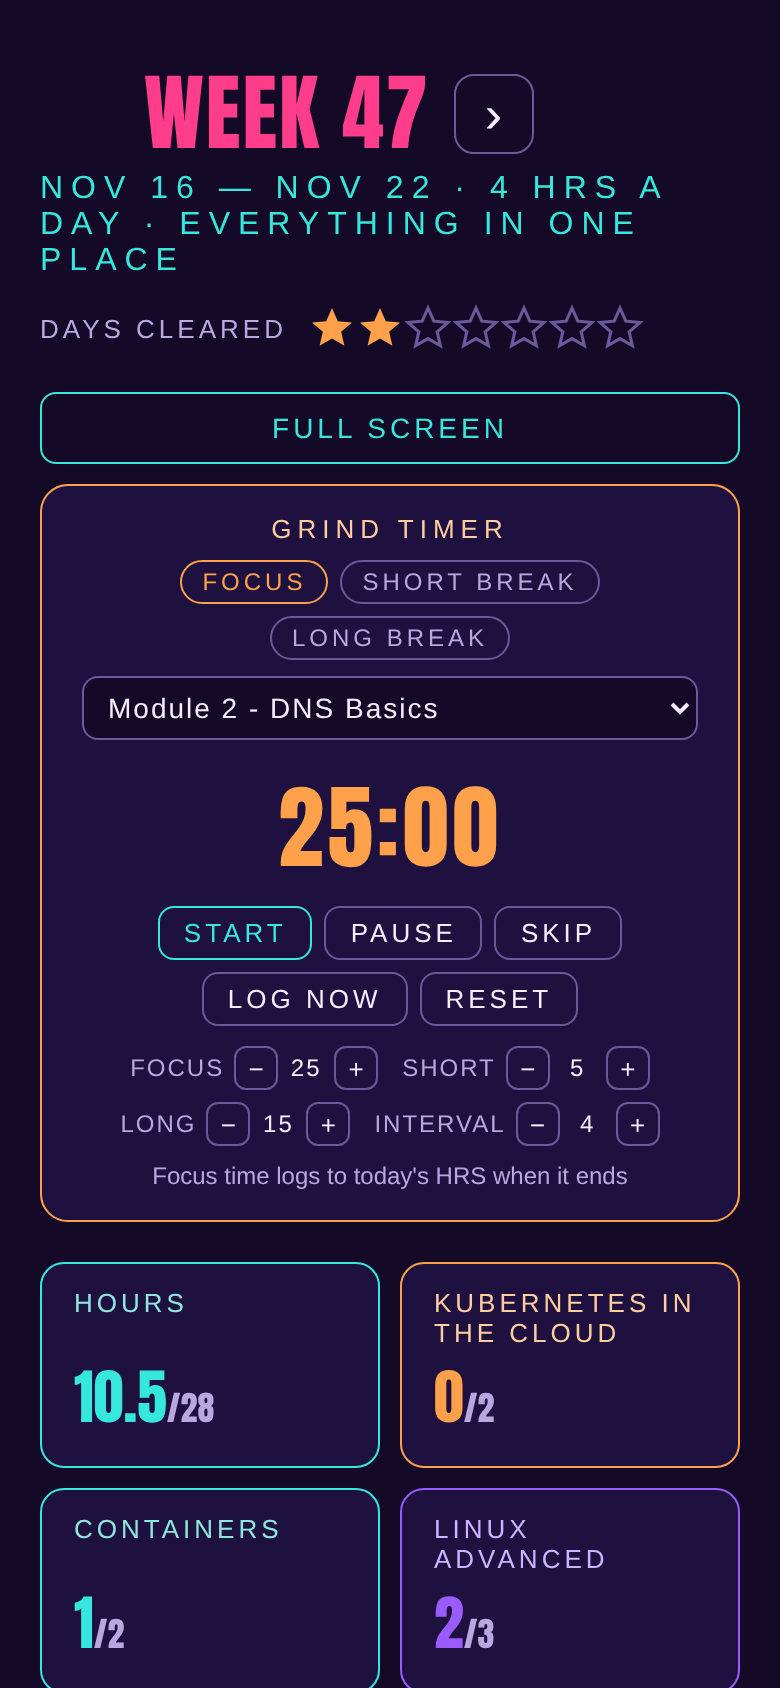 WEEK 47 ›
NOV 16 — NOV 22 · 4 HRS A
DAY · EVERYTHING IN ONE
PLACE
DAYS CLEARED ★★☆☆☆☆☆
FULL SCREEN
GRIND TIMER
FOCUS SHORT BREAK
LONG BREAK
Module 2 - DNS Basics
25:00
START PAUSE SKIP
LOG NOW RESET
FOCUS − 25 + SHORT − 5 +
LONG − 15 + INTERVAL − 4 +
Focus time logs to today's HRS when it ends
HOURS
10.5/28
KUBERNETES IN
THE CLOUD
0/2
CONTAINERS
1/2
LINUX
ADVANCED
2/3